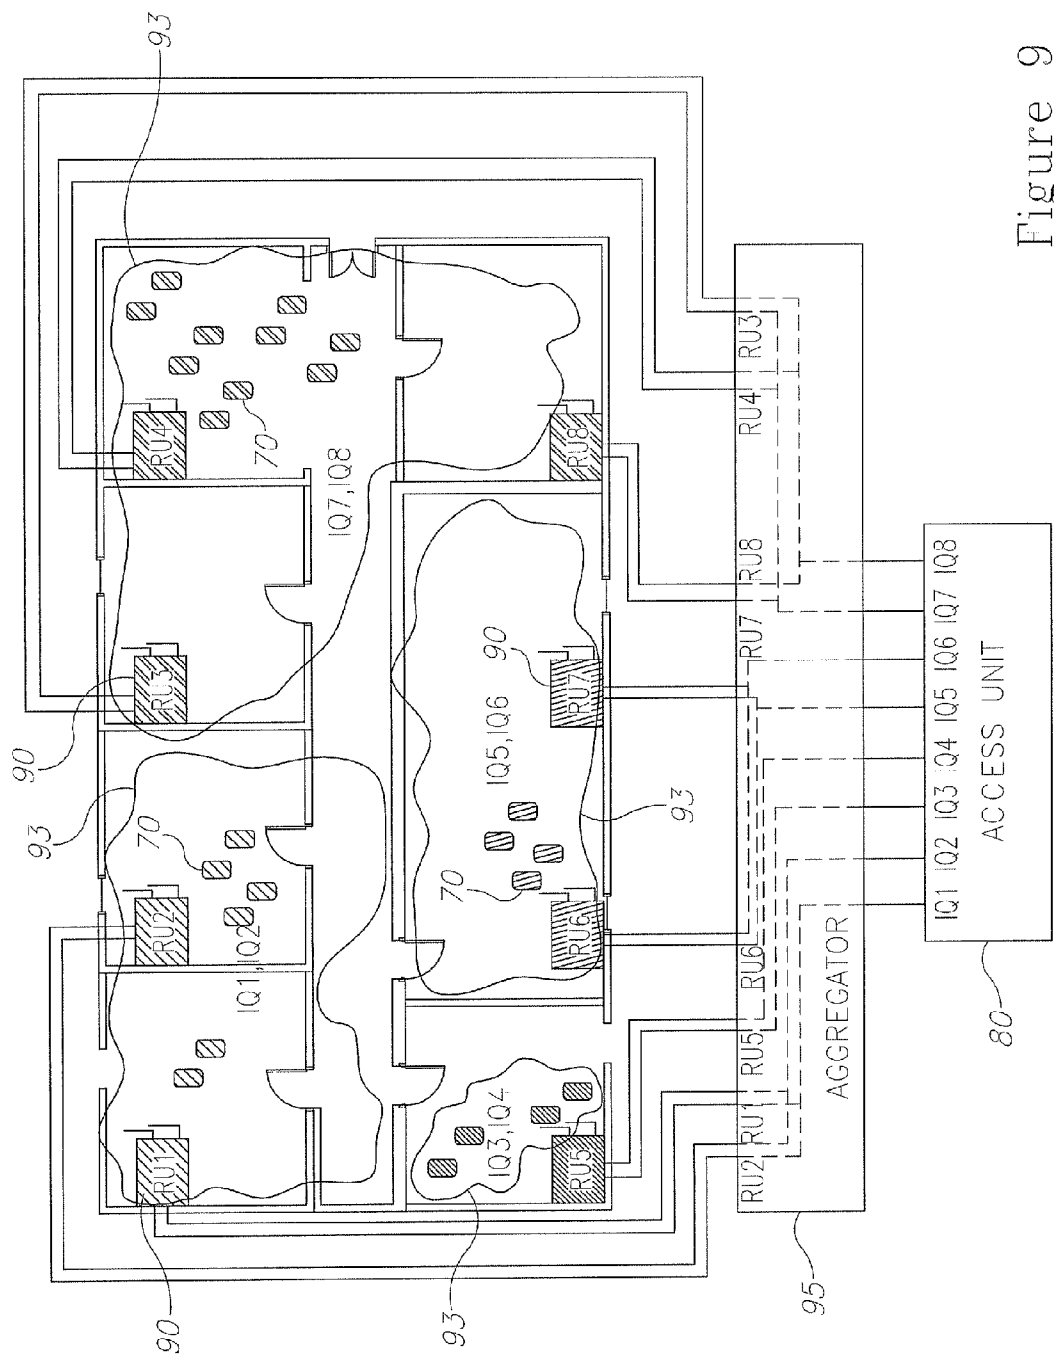 93
RU4
70
IQ7,IQ8
RU8
90
RU3
90
RU7
IQ5,IQ6
93
93
70
RU2
IQ1,IQ2
70
RU6
90
RU1
IQ3,IQ4
RU5
93
RU2 RU1 RU5 RU6 RU7 RU8 RU4 RU3
AGGREGATOR
95
IQ1 IQ2 IQ3 IQ4 IQ5 IQ6 IQ7 IQ8
ACCESS UNIT
80
Figure 9